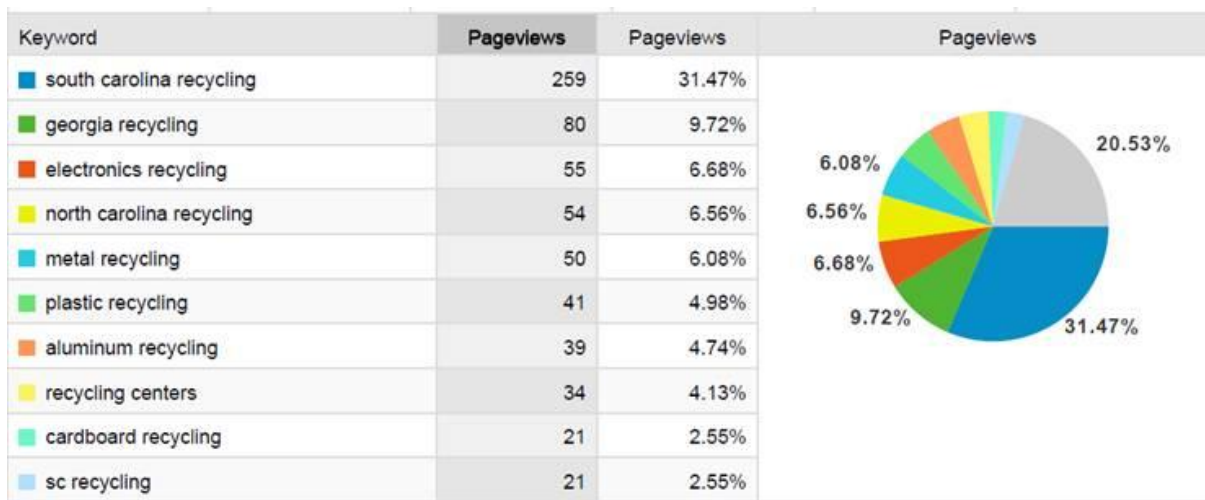 Keyword Pageviews Pageviews Pageviews
south carolina recycling 259 31.47%
georgia recycling 80 9.72%
electronics recycling 55 6.68%
north carolina recycling 54 6.56%
metal recycling 50 6.08%
plastic recycling 41 4.98%
aluminum recycling 39 4.74%
recycling centers 34 4.13%
cardboard recycling 21 2.55%
sc recycling 21 2.55%
20.53%
6.08%
6.56%
6.68%
9.72%
31.47%